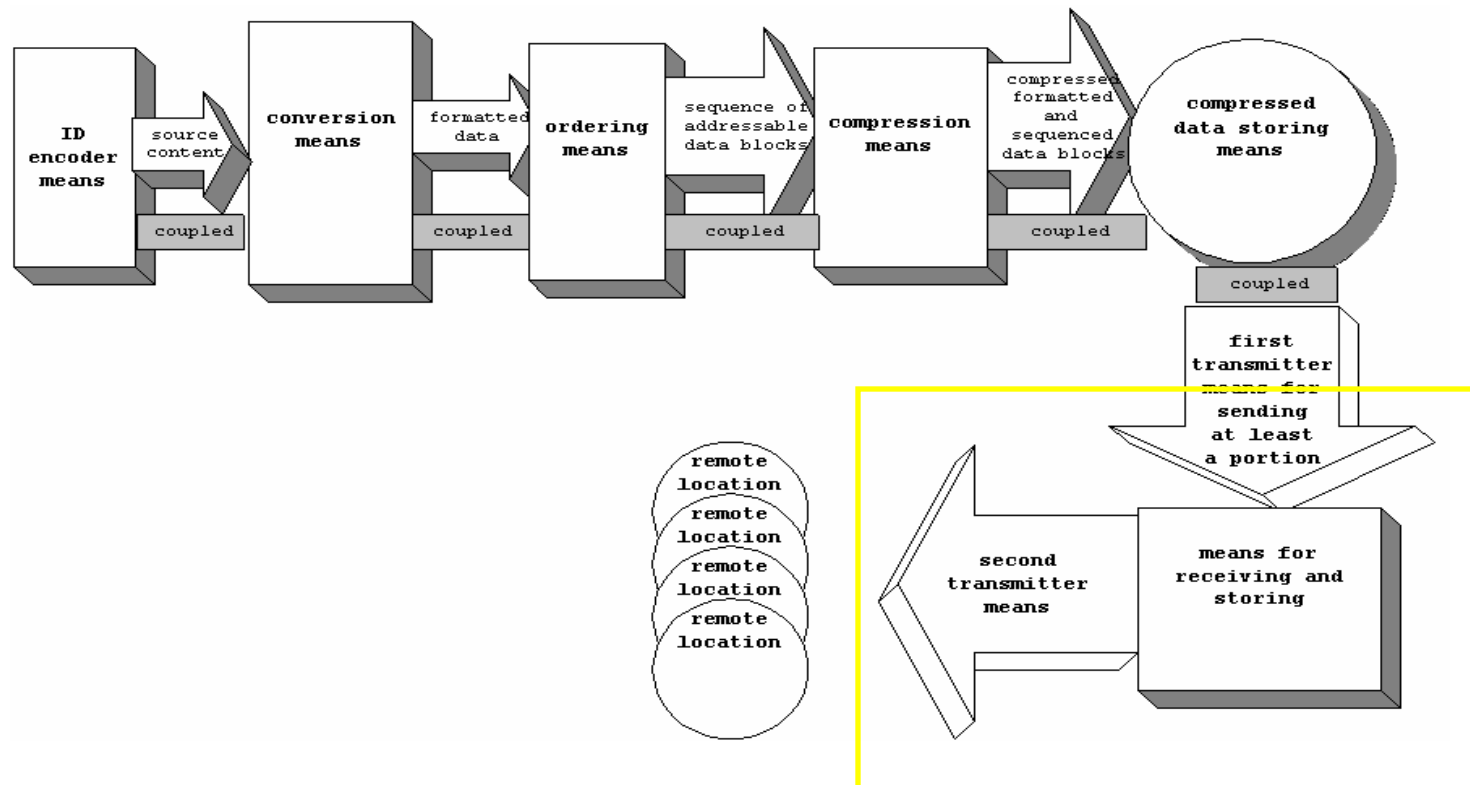 ID
encoder
means
source
content
coupled
conversion
means
formatted
data
coupled
ordering
means
sequence of
addressable
data blocks
coupled
compression
means
compressed
formatted
and
sequenced
data blocks
coupled
compressed
data storing
means
coupled
first
transmitter
means for
sending
at least
a portion
means for
receiving and
storing
second
transmitter
means
remote
location
remote
location
remote
location
remote
location